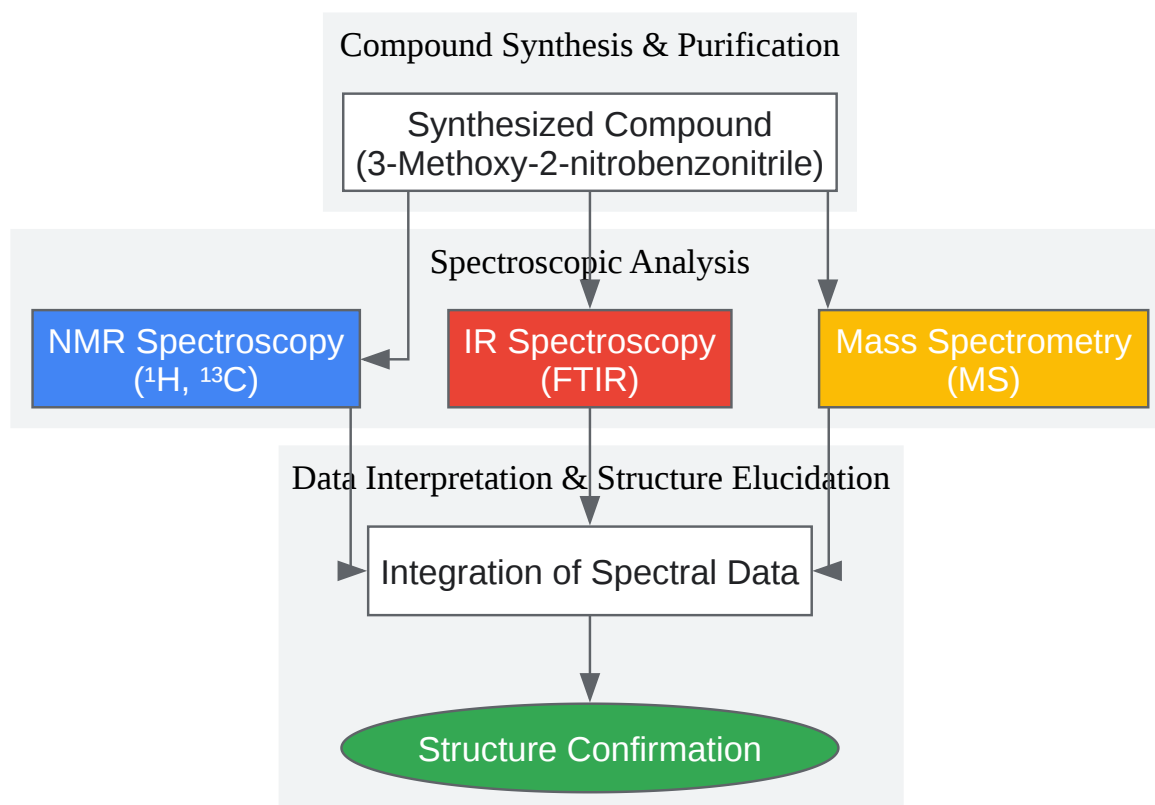 Compound Synthesis & Purification
Synthesized Compound
(3-Methoxy-2-nitrobenzonitrile)
Spectroscopic Analysis
NMR Spectroscopy
(¹H, ¹³C)
IR Spectroscopy
(FTIR)
Mass Spectrometry
(MS)
Data Interpretation & Structure Elucidation
Integration of Spectral Data
Structure Confirmation